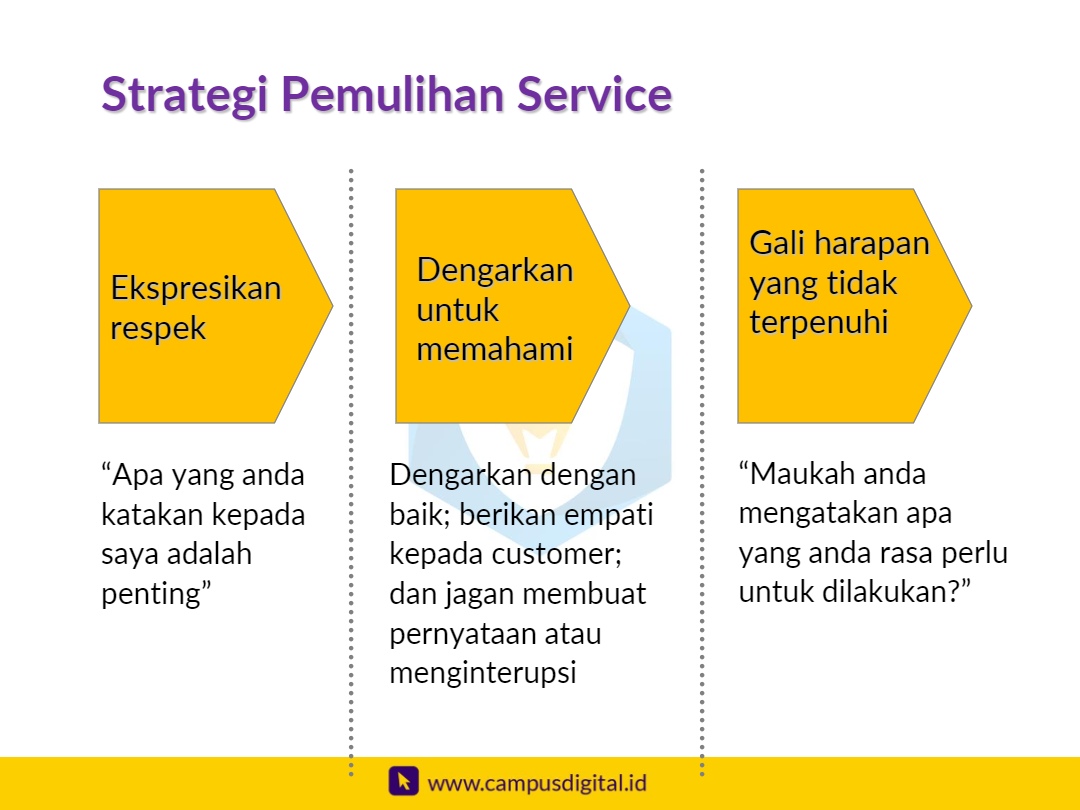 Strategi Pemulihan Service
Ekspresikan
respek
“Apa yang anda
katakan kepada
saya adalah
penting”
Dengarkan
untuk
memahami
Dengarkan dengan
baik; berikan empati
kepada customer;
dan jagan membuat
pernyataan atau
menginterupsi
Gali harapan
yang tidak
terpenuhi
“Maukah anda
mengatakan apa
yang anda rasa perlu
untuk dilakukan?”
www.campusdigital.id